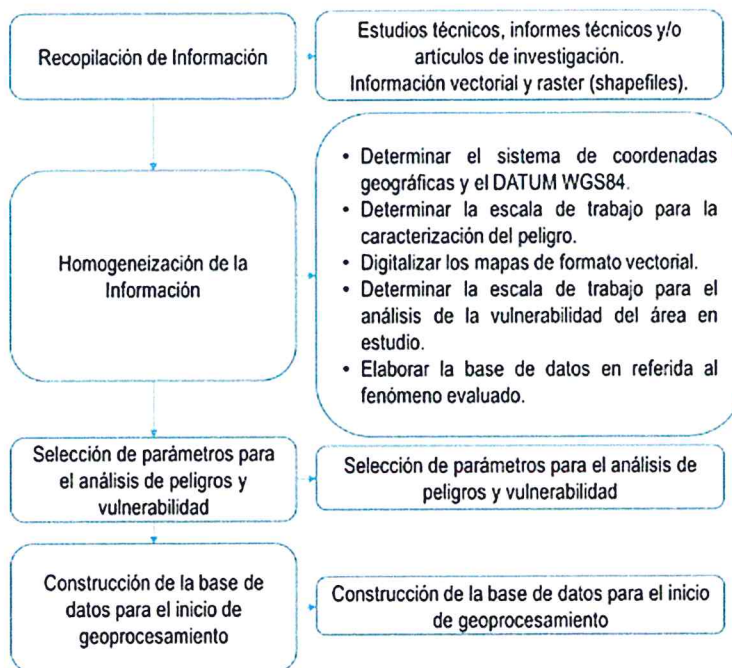 Recopilación de Información
Estudios técnicos, informes técnicos y/o
artículos de investigación.
Información vectorial y raster (shapefiles).
Homogeneización de la
Información
• Determinar el sistema de coordenadas
geográficas y el DATUM WGS84.
• Determinar la escala de trabajo para la
caracterización del peligro.
• Digitalizar los mapas de formato vectorial.
• Determinar la escala de trabajo para el
análisis de la vulnerabilidad del área en
estudio.
• Elaborar la base de datos en referida al
fenómeno evaluado.
Selección de parámetros para
el análisis de peligros y
vulnerabilidad
Selección de parámetros para el análisis de
peligros y vulnerabilidad
Construcción de la base de
datos para el inicio de
geoprocesamiento
Construcción de la base de datos para el inicio
de geoprocesamiento